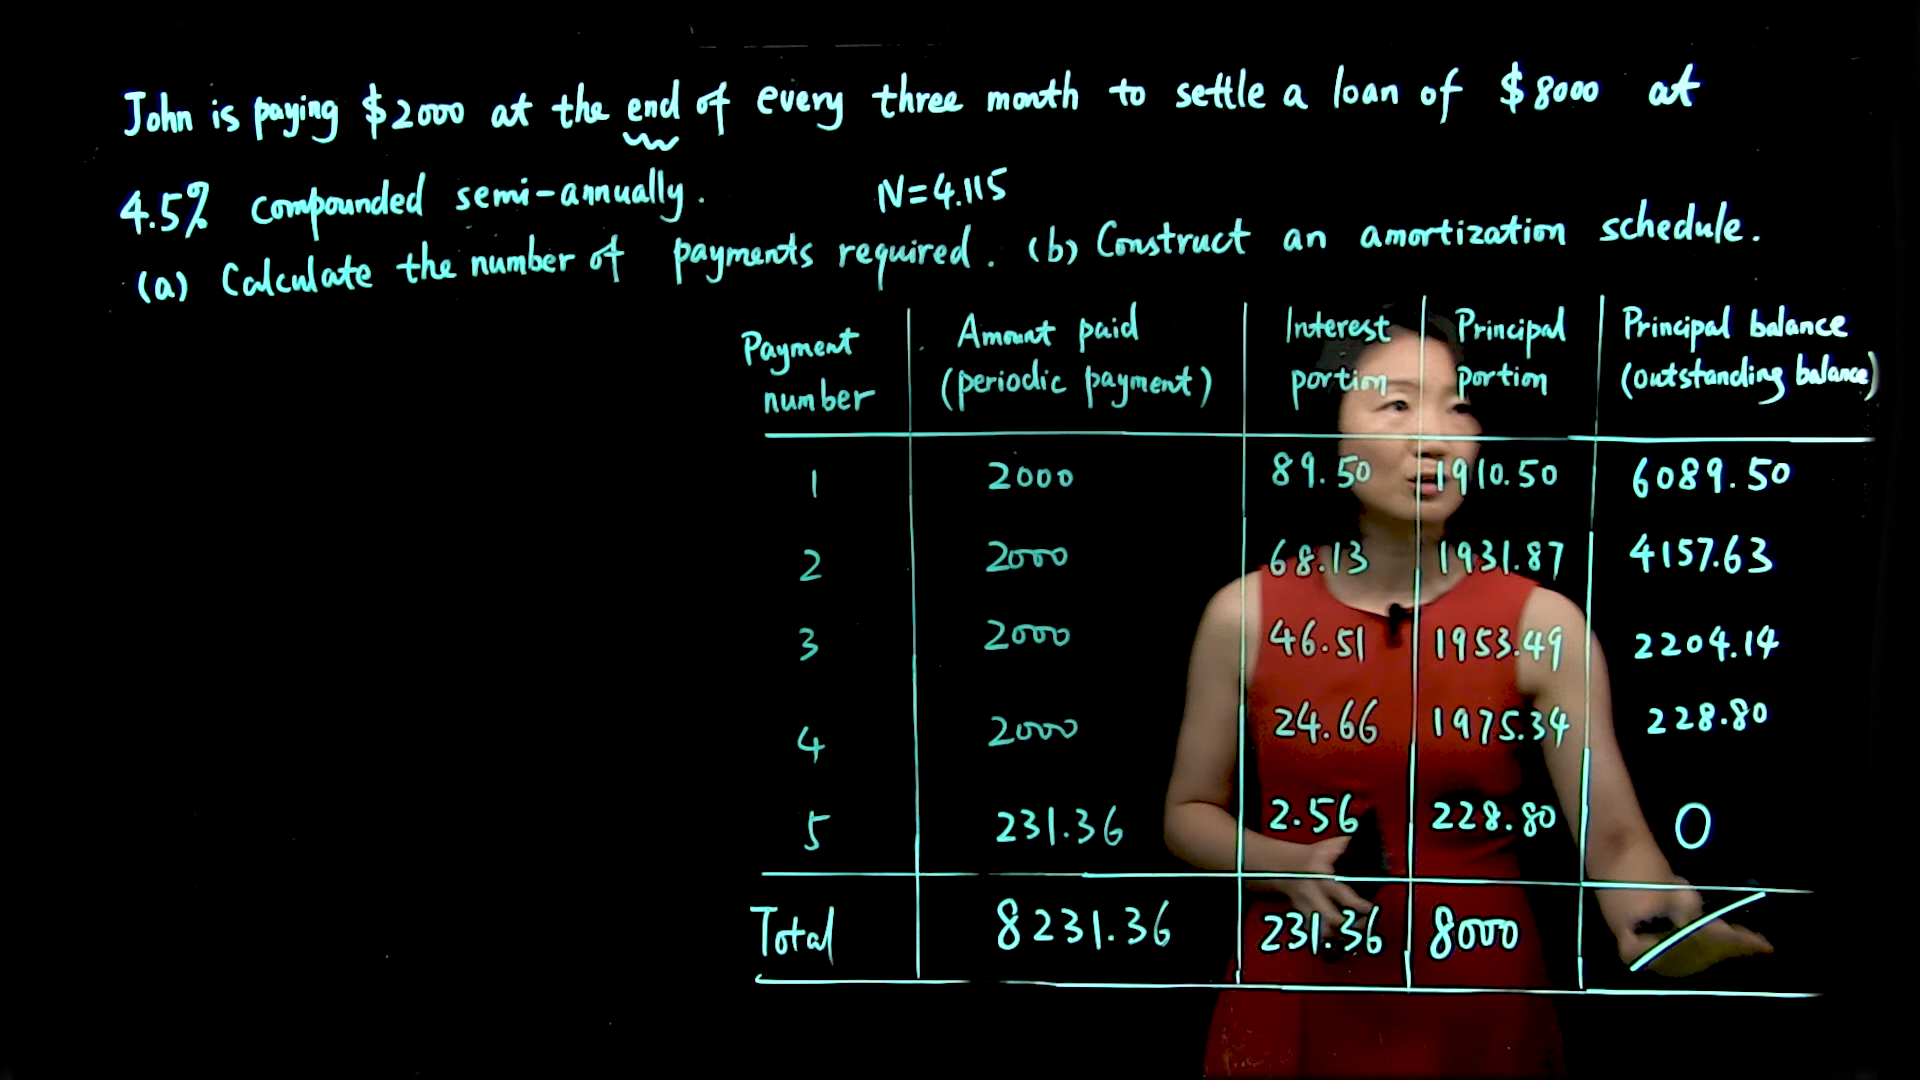 John is paying $2000 at the end of every three month to settle a loan of $8000 at
4.5% compounded semi-annually. N=4.115
(a) Calculate the number of payments required. (b) Construct an amortization schedule.
Payment number Amount paid (periodic payment) Interest portion Principal portion Principal balance (outstanding balance)
1 2000 89.50 1910.50 6089.50
2 2000 68.13 1931.87 4157.63
3 2000 46.51 1953.49 2204.14
4 2000 24.66 1975.34 228.80
5 231.36 2.56 228.80 0
Total 8231.36 231.36 8000